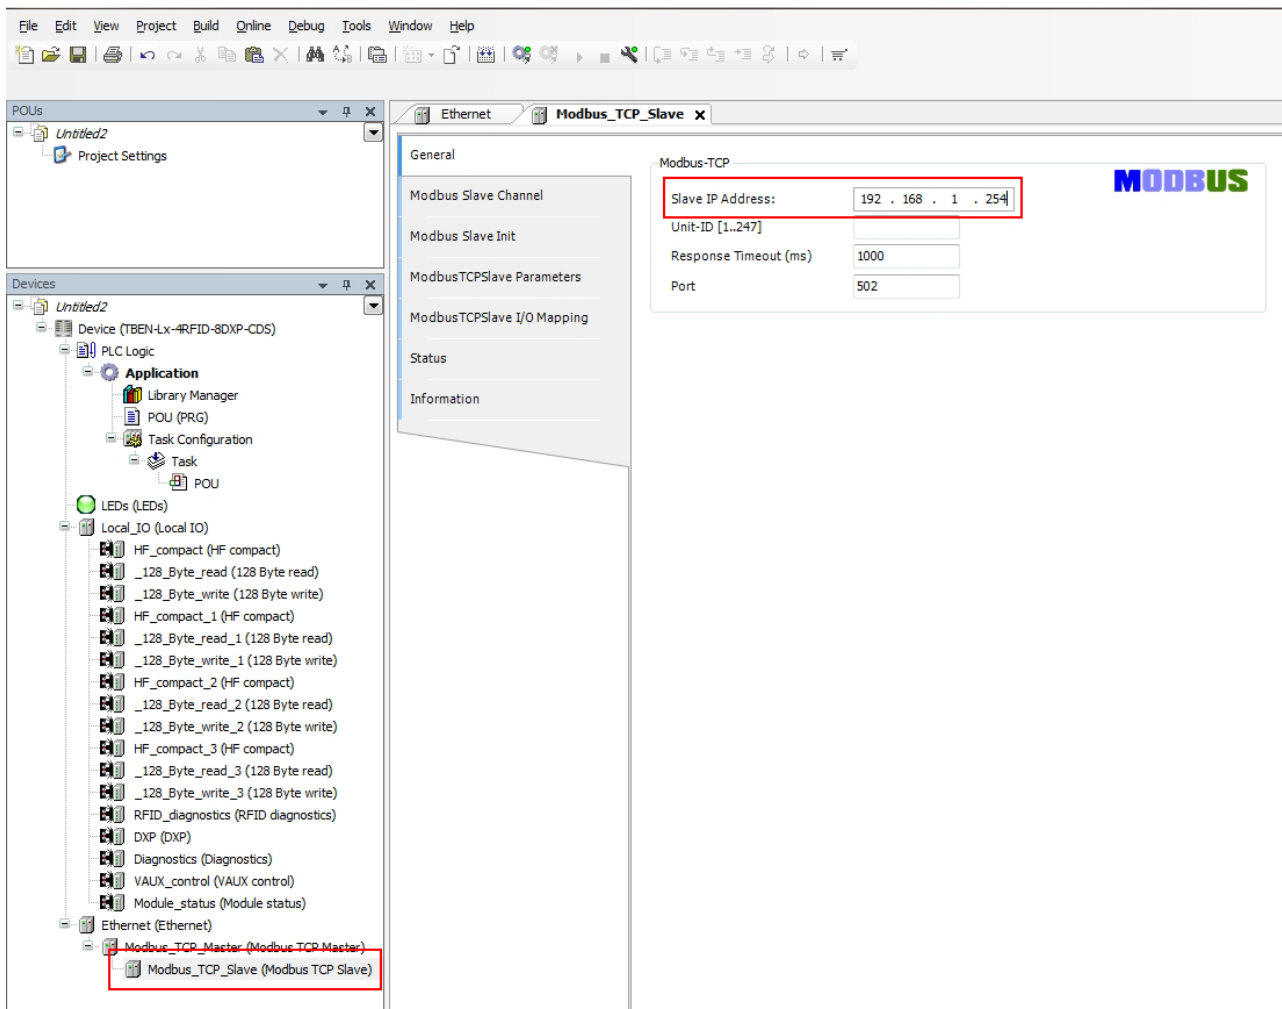 File Edit View Project Build Online Debug Tools Window Help
POUs
Untitled2
Project Settings
Devices
Untitled2
Device (TBEN-Lx-4RFID-8DXP-CDS)
PLC Logic
Application
Library Manager
POU (PRG)
Task Configuration
Task
POU
LEDs (LEDs)
Local_IO (Local IO)
HF_compact (HF compact)
_128_Byte_read (128 Byte read)
_128_Byte_write (128 Byte write)
HF_compact_1 (HF compact)
_128_Byte_read_1 (128 Byte read)
_128_Byte_write_1 (128 Byte write)
HF_compact_2 (HF compact)
_128_Byte_read_2 (128 Byte read)
_128_Byte_write_2 (128 Byte write)
HF_compact_3 (HF compact)
_128_Byte_read_3 (128 Byte read)
_128_Byte_write_3 (128 Byte write)
RFID_diagnostics (RFID diagnostics)
DXP (DXP)
Diagnostics (Diagnostics)
VAUX_control (VAUX control)
Module_status (Module status)
Ethernet (Ethernet)
Modbus_TCP_Master (Modbus TCP Master)
Modbus_TCP_Slave (Modbus TCP Slave)
Ethernet Modbus_TCP_Slave
General
Modbus Slave Channel
Modbus Slave Init
ModbusTCPSlave Parameters
ModbusTCPSlave I/O Mapping
Status
Information
Modbus-TCP
MODBUS
Slave IP Address: 192 . 168 . 1 . 254
Unit-ID [1..247]
Response Timeout (ms) 1000
Port 502